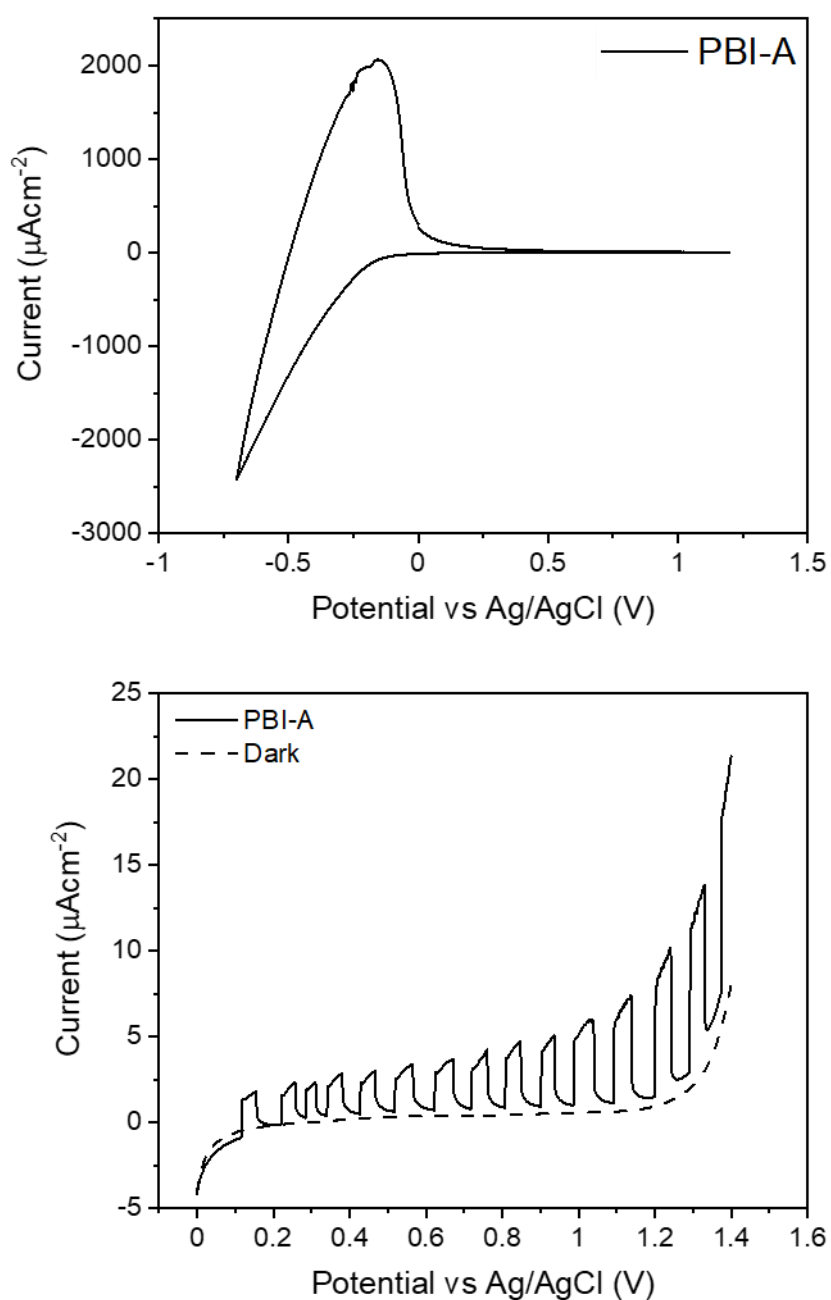 PBI-A
2000
1000
0
-1000
-2000
-3000
Current (μAcm⁻²)
-1 -0.5 0 0.5 1 1.5
Potential vs Ag/AgCl (V)
PBI-A
Dark
25
20
15
10
5
0
-5
Current (μAcm⁻²)
0 0.2 0.4 0.6 0.8 1 1.2 1.4 1.6
Potential vs Ag/AgCl (V)